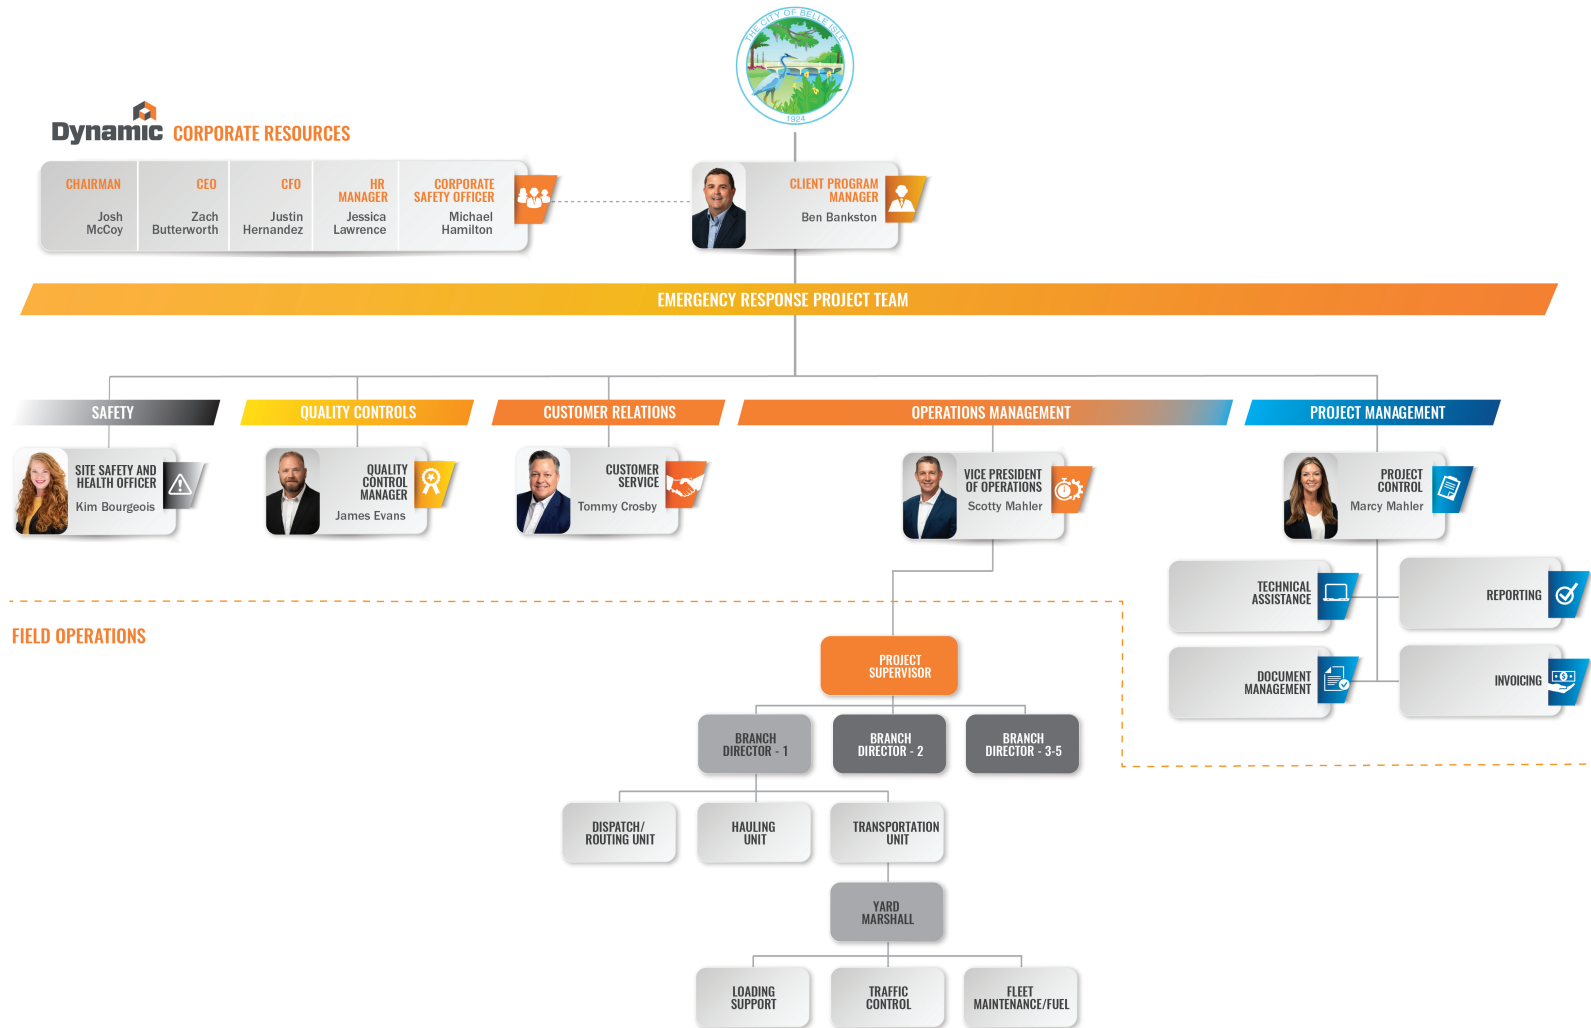 THE CITY OF BELLE ISLE
1924
Dynamic CORPORATE RESOURCES
CHAIRMAN
Josh
McCoy
CEO
Zach
Butterworth
CFO
Justin
Hernandez
HR
MANAGER
Jessica
Lawrence
CORPORATE
SAFETY OFFICER
Michael
Hamilton
CLIENT PROGRAM
MANAGER
Ben Bankston
EMERGENCY RESPONSE PROJECT TEAM
SAFETY
SITE SAFETY AND
HEALTH OFFICER
Kim Bourgeois
QUALITY CONTROLS
QUALITY
CONTROL
MANAGER
James Evans
CUSTOMER RELATIONS
CUSTOMER
SERVICE
Tommy Crosby
OPERATIONS MANAGEMENT
VICE PRESIDENT
OF OPERATIONS
Scotty Mahler
PROJECT MANAGEMENT
PROJECT
CONTROL
Marcy Mahler
TECHNICAL
ASSISTANCE
REPORTING
DOCUMENT
MANAGEMENT
INVOICING
FIELD OPERATIONS
PROJECT
SUPERVISOR
BRANCH
DIRECTOR - 1
BRANCH
DIRECTOR - 2
BRANCH
DIRECTOR - 3-5
DISPATCH/
ROUTING UNIT
HAULING
UNIT
TRANSPORTATION
UNIT
YARD
MARSHALL
LOADING
SUPPORT
TRAFFIC
CONTROL
FLEET
MAINTENANCE/FUEL